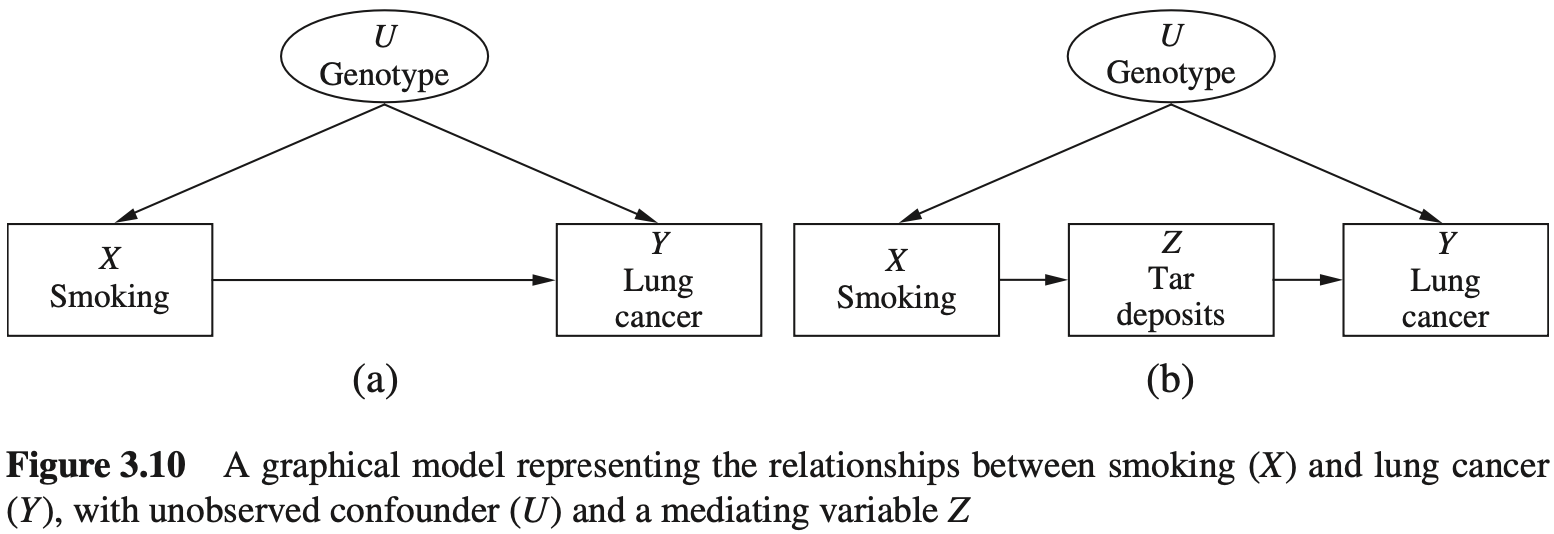 U
Genotype
X
Smoking
Y
Lung
cancer
(a)
U
Genotype
X
Smoking
Z
Tar
deposits
Y
Lung
cancer
(b)
Figure 3.10 A graphical model representing the relationships between smoking (X) and lung cancer
(Y), with unobserved confounder (U) and a mediating variable Z